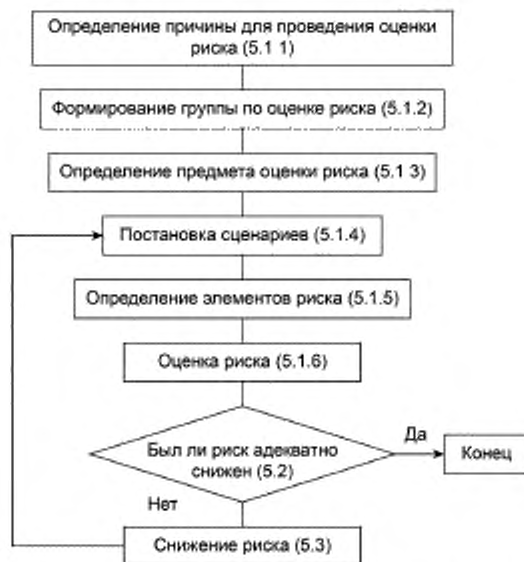 Определение причины для проведения оценки
риска (5.1 1)
Формирование группы по оценке риска (5.1.2)
Определение предмета оценки риска (5.1 3)
Постановка сценариев (5.1.4)
Определение элементов риска (5.1.5)
Оценка риска (5.1.6)
Был ли риск адекватно
снижен (5.2)
Да
Конец
Нет
Снижение риска (5.3)